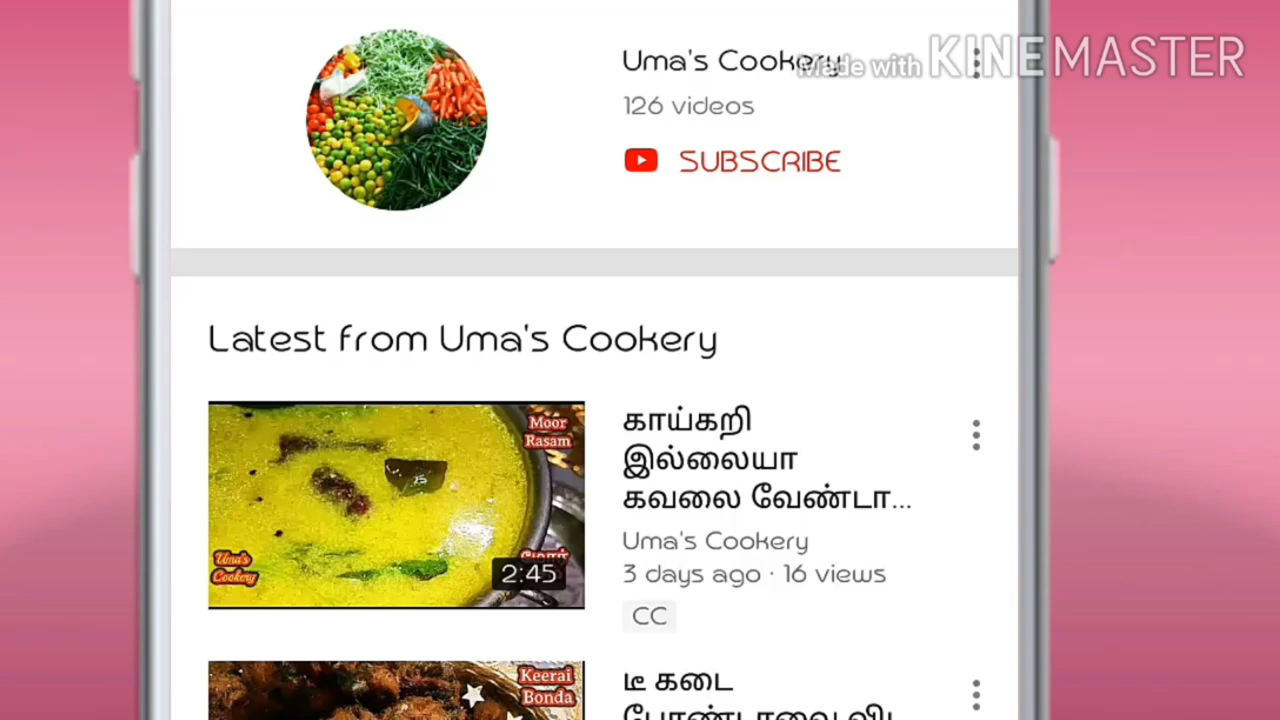 Uma's Cookery
Made with KINEMASTER
126 videos
SUBSCRIBE
Latest from Uma's Cookery
Moor
Rasam
Uma's
Cookery
மோர்
2:45
காய்கறி
இல்லையா
கவலை வேண்டா...
Uma's Cookery
3 days ago · 16 views
CC
Keerai
Bonda
டீ கடை